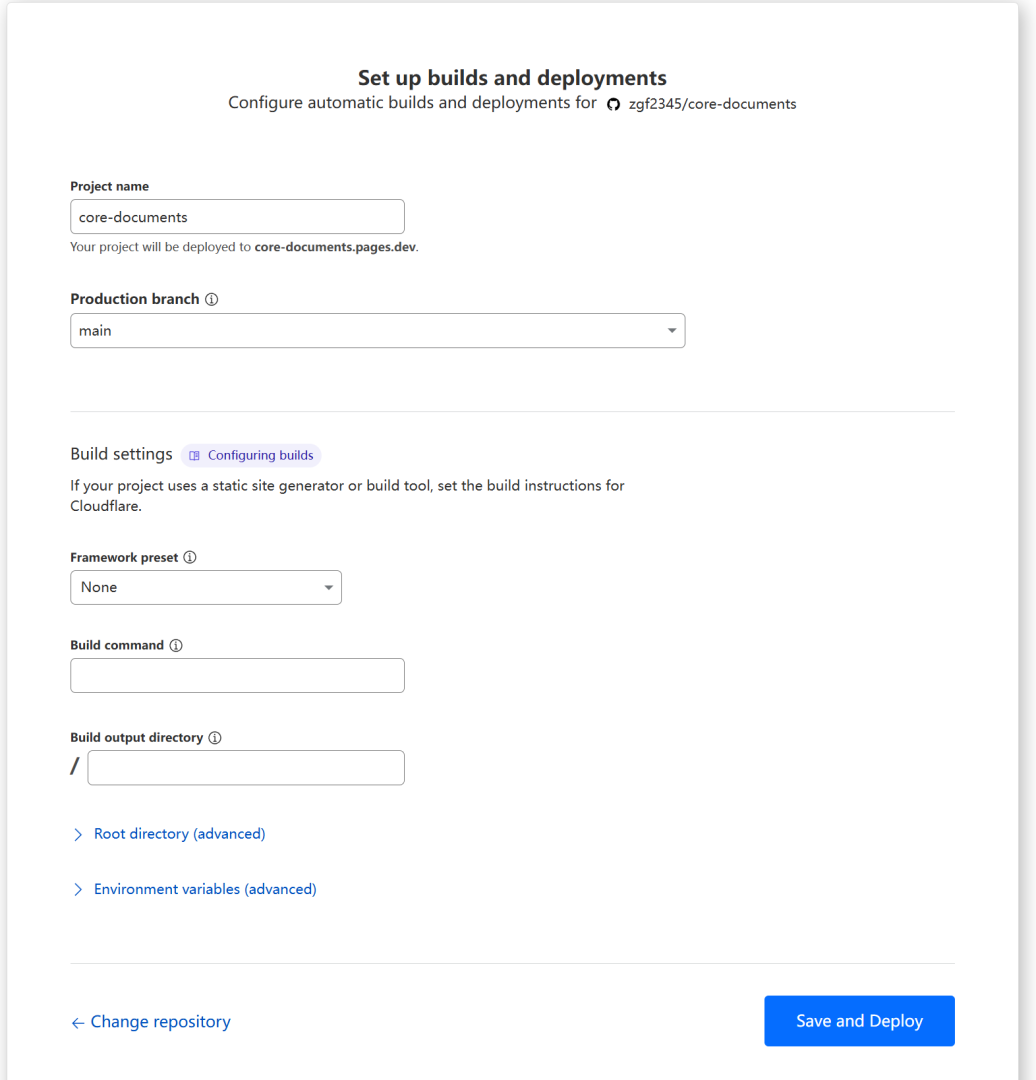 Set up builds and deployments
Configure automatic builds and deployments for zgf2345/core-documents
Project name
core-documents
Your project will be deployed to core-documents.pages.dev.
Production branch
main
Build settings Configuring builds
If your project uses a static site generator or build tool, set the build instructions for
Cloudflare.
Framework preset
None
Build command
Build output directory
/
Root directory (advanced)
Environment variables (advanced)
← Change repository
Save and Deploy